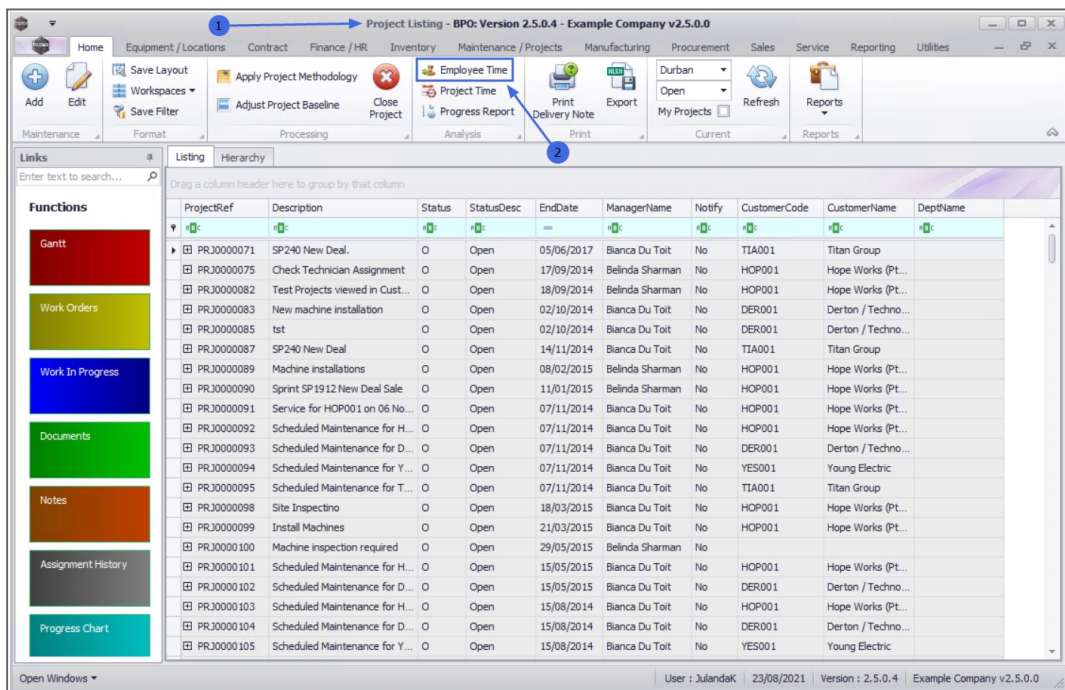 1
Project Listing - BPO: Version 2.5.0.4 - Example Company v2.5.0.0
Home Equipment / Locations Contract Finance / HR Inventory Maintenance / Projects Manufacturing Procurement Sales Service Reporting Utilities
Add Edit
Save Layout
Workspaces
Save Filter
Apply Project Methodology
Adjust Project Baseline
Close Project
Employee Time
Project Time
Progress Report
Print Delivery Note
Export
Durban
Open
My Projects
Refresh
Reports
Maintenance Format Processing Analysis Print Current Reports
2
Links
Enter text to search...
Functions
Gantt
Work Orders
Work In Progress
Documents
Notes
Assignment History
Progress Chart
Listing Hierarchy
Drag a column header here to group by that column
ProjectRef Description Status StatusDesc EndDate ManagerName Notify CustomerCode CustomerName DeptName
PRJ0000071 SP240 New Deal. O Open 05/06/2017 Bianca Du Toit No TIA001 Titan Group
PRJ0000075 Check Technician Assignment O Open 17/09/2014 Belinda Sharman No HOP001 Hope Works (Pt...
PRJ0000082 Test Projects viewed in Cust... O Open 18/09/2014 Belinda Sharman No HOP001 Hope Works (Pt...
PRJ0000083 New machine installation O Open 02/10/2014 Bianca Du Toit No DER001 Derton / Techno...
PRJ0000085 tst O Open 02/10/2014 Bianca Du Toit No DER001 Derton / Techno...
PRJ0000087 SP240 New Deal O Open 14/11/2014 Bianca Du Toit No TIA001 Titan Group
PRJ0000089 Machine installations O Open 08/02/2015 Belinda Sharman No HOP001 Hope Works (Pt...
PRJ0000090 Sprint SP1912 New Deal Sale O Open 11/01/2015 Belinda Sharman No HOP001 Hope Works (Pt...
PRJ0000091 Service for HOP001 on 06 No... O Open 07/11/2014 Bianca Du Toit No HOP001 Hope Works (Pt...
PRJ0000092 Scheduled Maintenance for H... O Open 07/11/2014 Bianca Du Toit No HOP001 Hope Works (Pt...
PRJ0000093 Scheduled Maintenance for D... O Open 07/11/2014 Bianca Du Toit No DER001 Derton / Techno...
PRJ0000094 Scheduled Maintenance for Y... O Open 07/11/2014 Bianca Du Toit No YES001 Young Electric
PRJ0000095 Scheduled Maintenance for T... O Open 07/11/2014 Bianca Du Toit No TIA001 Titan Group
PRJ0000098 Site Inspectino O Open 18/03/2015 Bianca Du Toit No HOP001 Hope Works (Pt...
PRJ0000099 Install Machines O Open 21/03/2015 Bianca Du Toit No HOP001 Hope Works (Pt...
PRJ0000100 Machine inspection required O Open 29/05/2015 Belinda Sharman No
PRJ0000101 Scheduled Maintenance for H... O Open 15/05/2015 Bianca Du Toit No HOP001 Hope Works (Pt...
PRJ0000102 Scheduled Maintenance for D... O Open 15/05/2015 Bianca Du Toit No DER001 Derton / Techno...
PRJ0000103 Scheduled Maintenance for H... O Open 15/08/2014 Bianca Du Toit No HOP001 Hope Works (Pt...
PRJ0000104 Scheduled Maintenance for D... O Open 15/08/2014 Bianca Du Toit No DER001 Derton / Techno...
PRJ0000105 Scheduled Maintenance for Y... O Open 15/08/2014 Bianca Du Toit No YES001 Young Electric
Open Windows User : JulandaK 23/08/2021 Version : 2.5.0.4 Example Company v2.5.0.0